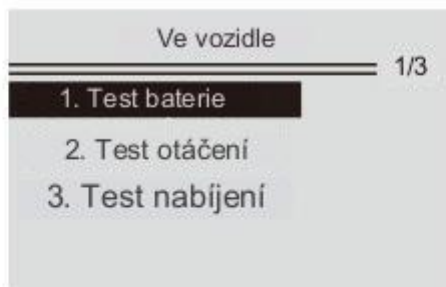 Ve vozidle
1/3
1. Test baterie
2. Test otáčení
3. Test nabíjení